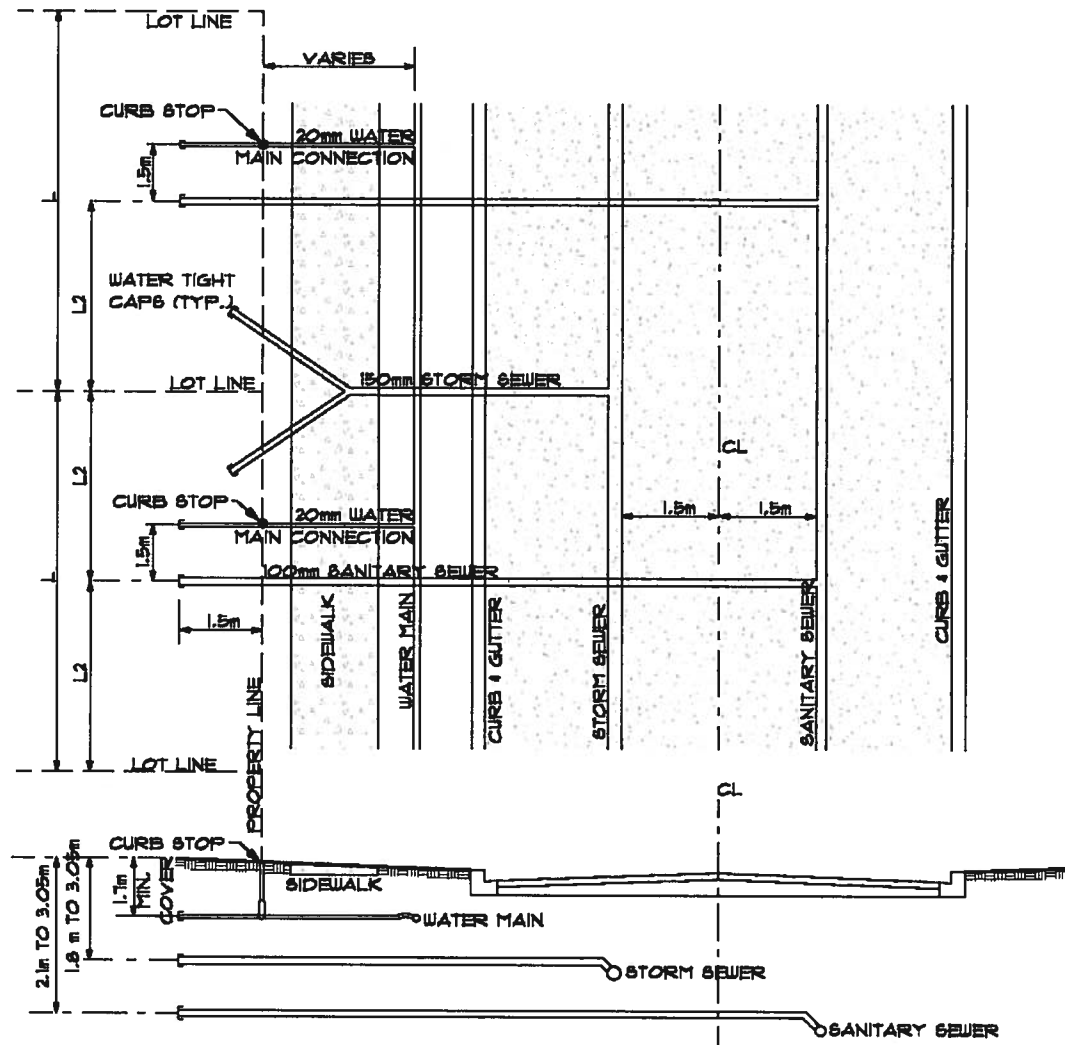 LOT LINE
VARIES
CURB STOP
20mm WATER
MAIN CONNECTION
1.5m
WATER TIGHT
CAPS (TYP.)
L2
LOT LINE
150mm STORM SEWER
CL
L2
CURB STOP
20mm WATER
MAIN CONNECTION
1.5m
1.5m
1.5m
100mm SANITARY SEWER
1.5m
L2
SIDEWALK
WATER MAIN
CURB & GUTTER
STORM SEWER
SANITARY SEWER
CURB & GUTTER
PROPERTY LINE
LOT LINE
CL
CURB STOP
2.1m TO 3.05m
1.8 m TO 3.05m
1.7m
MIN.
COVER
SIDEWALK
WATER MAIN
STORM SEWER
SANITARY SEWER